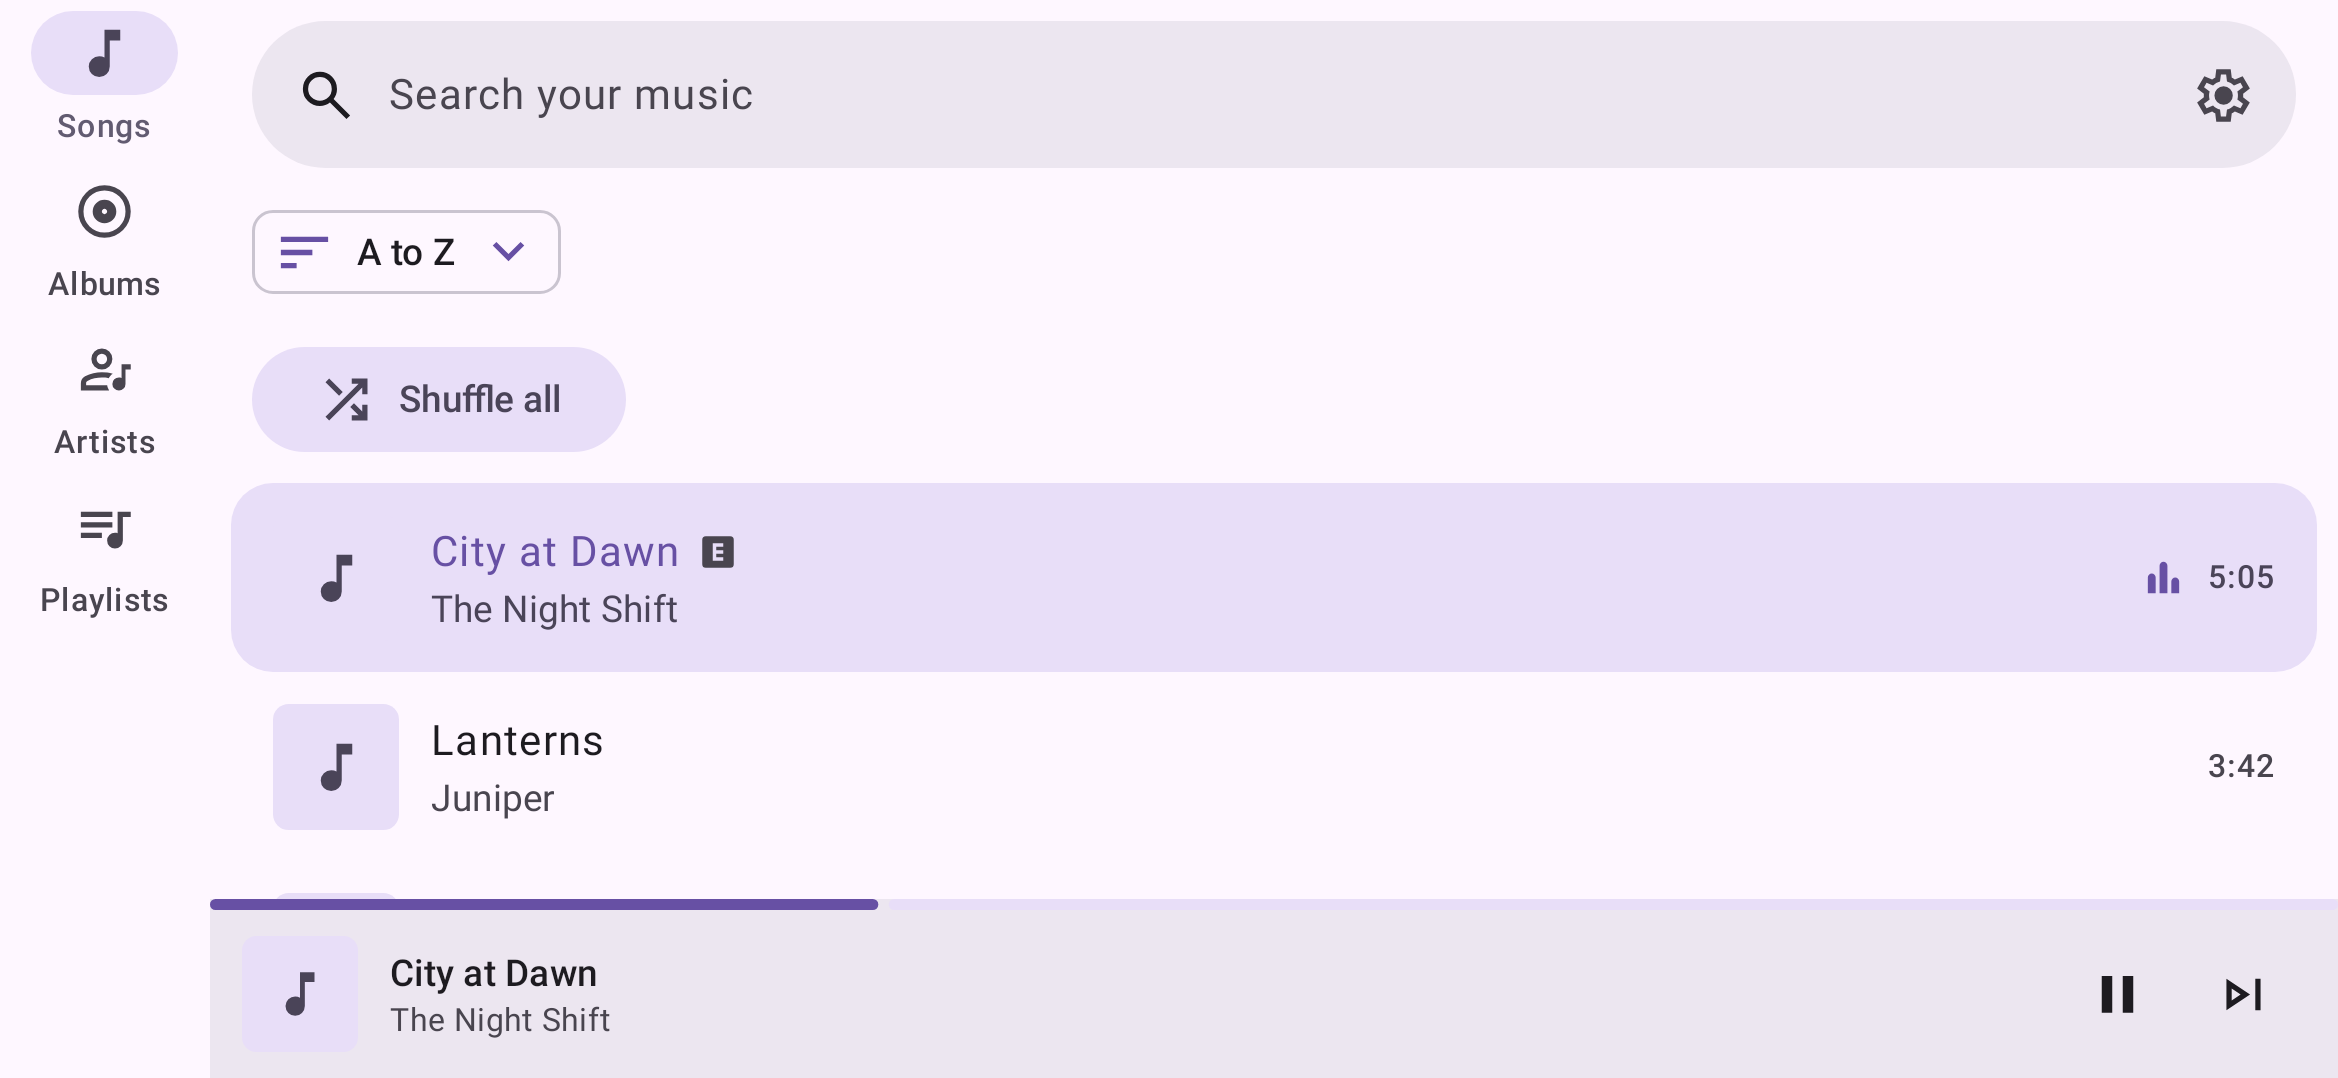 Songs
Albums
Artists
Playlists
Search your music
A to Z
Shuffle all
City at Dawn E
The Night Shift
5:05
Lanterns
Juniper
3:42
City at Dawn
The Night Shift